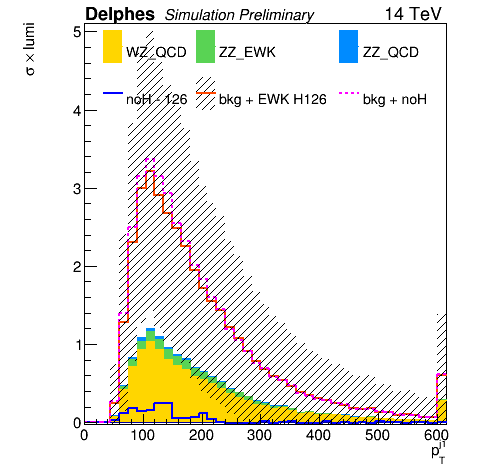 Delphes Simulation Preliminary 14 TeV
σ × lumi
WZ_QCD ZZ_EWK ZZ_QCD
noH - 126 bkg + EWK H126 bkg + noH
5
4
3
2
1
0
0 100 200 300 400 500 600
p_T^{j1}